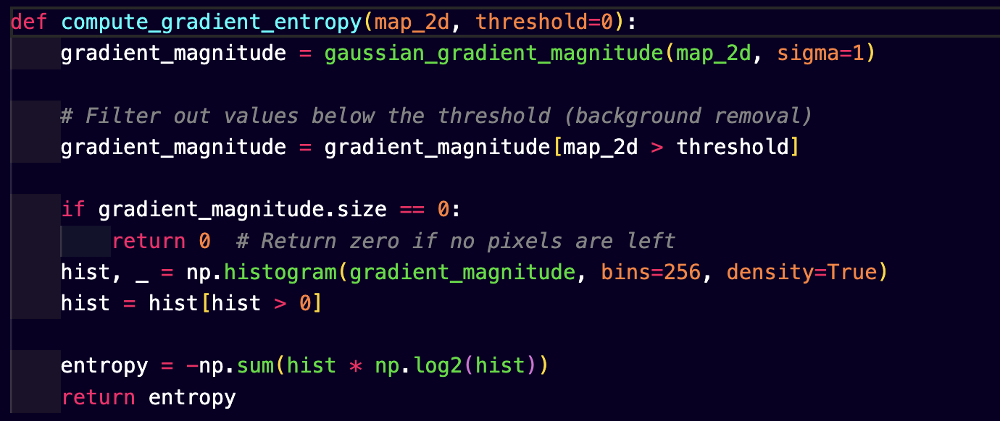 def compute_gradient_entropy(map_2d, threshold=0):
    gradient_magnitude = gaussian_gradient_magnitude(map_2d, sigma=1)

    # Filter out values below the threshold (background removal)
    gradient_magnitude = gradient_magnitude[map_2d > threshold]

    if gradient_magnitude.size == 0:
        return 0  # Return zero if no pixels are left
    hist, _ = np.histogram(gradient_magnitude, bins=256, density=True)
    hist = hist[hist > 0]

    entropy = -np.sum(hist * np.log2(hist))
    return entropy